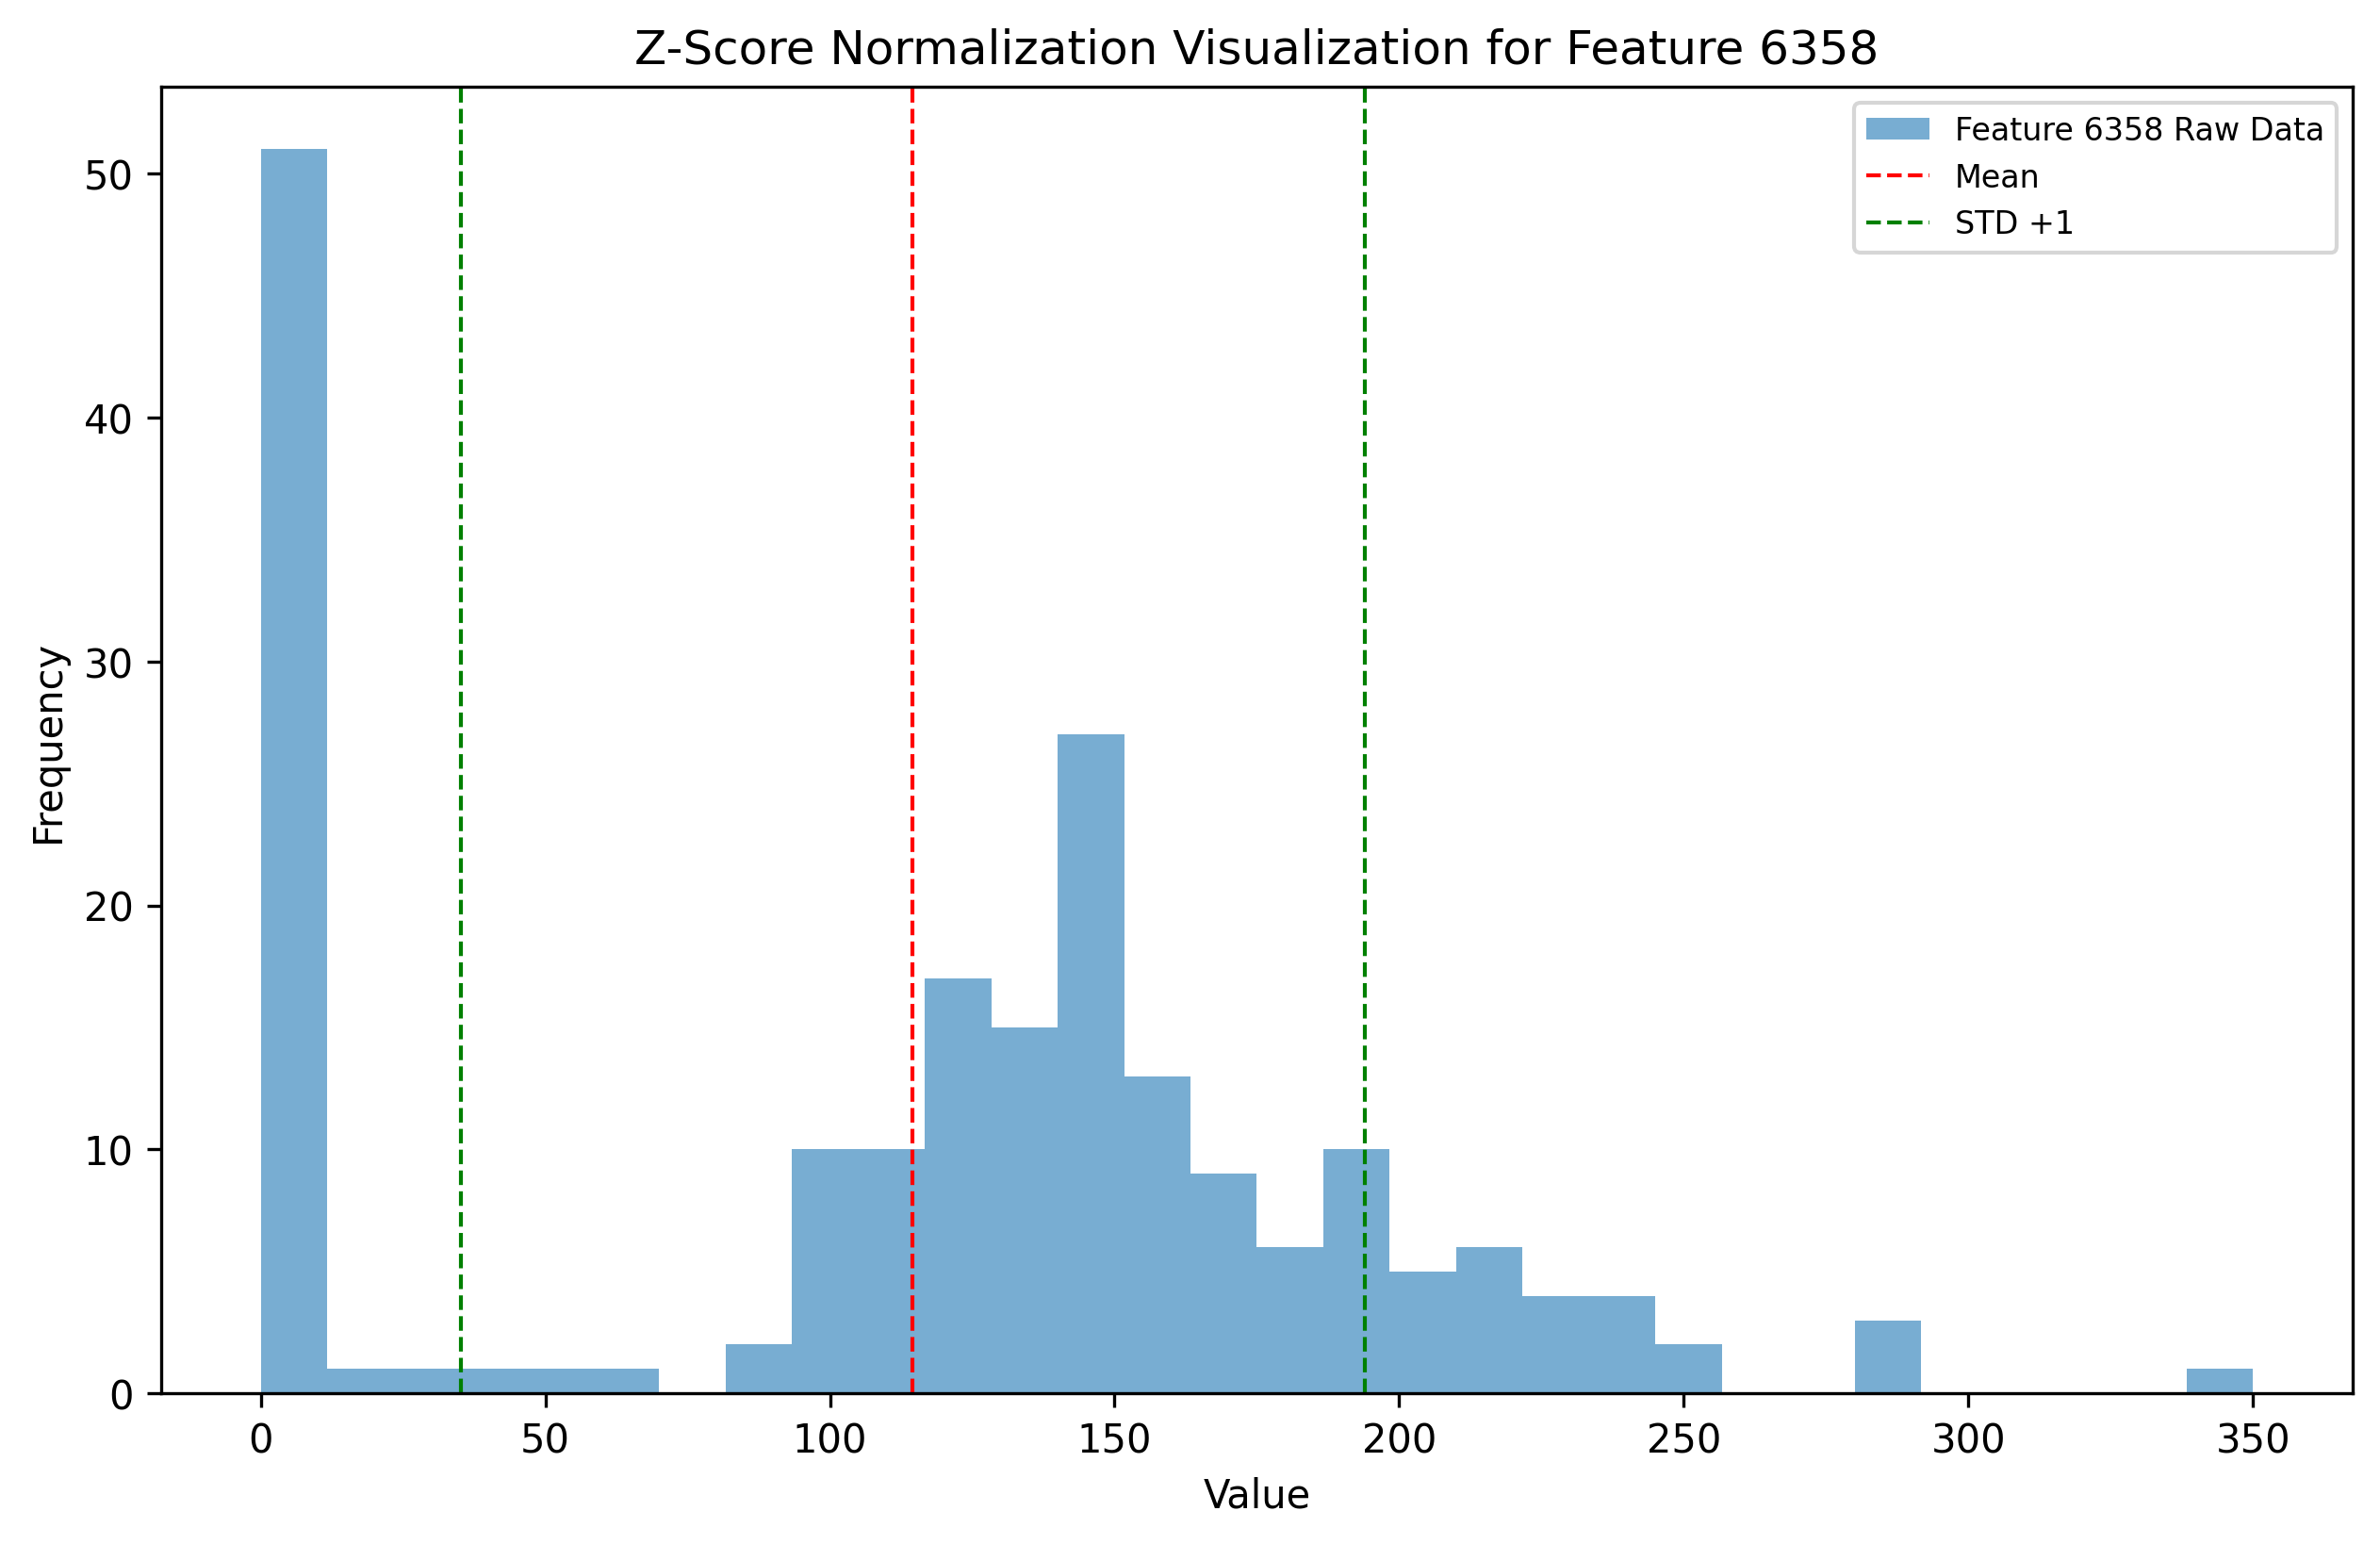 Z-Score Normalization Visualization for Feature 6358
Feature 6358 Raw Data
Mean
STD +1
Frequency
50
40
30
20
10
0
0 50 100 150 200 250 300 350
Value